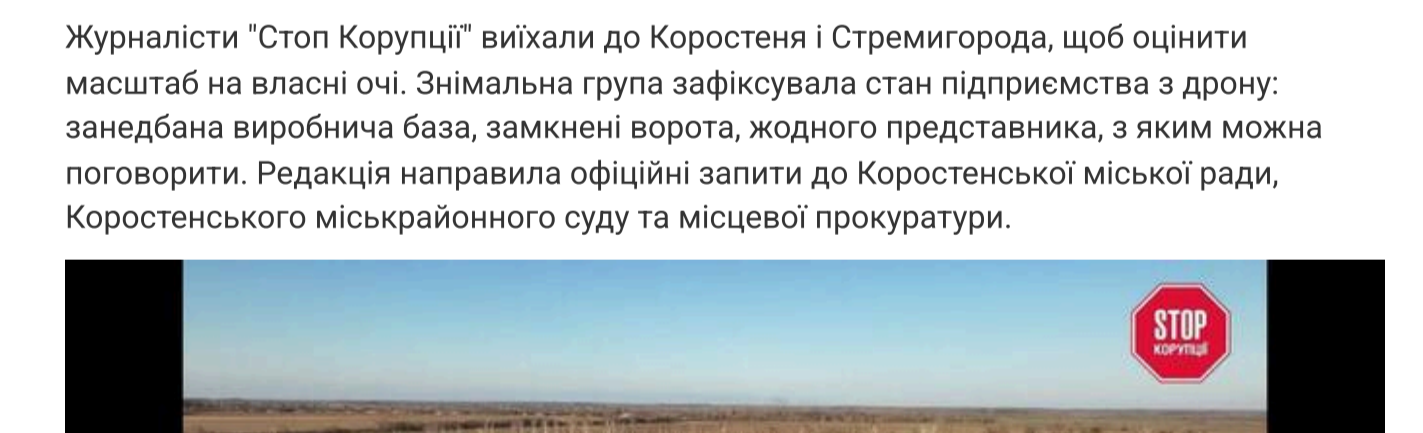 Журналісти "Стоп Корупції" виїхали до Коростеня і Стремигорода, щоб оцінити
масштаб на власні очі. Знімальна група зафіксувала стан підприємства з дрону:
занедбана виробнича база, замкнені ворота, жодного представника, з яким можна
поговорити. Редакція направила офіційні запити до Коростенської міської ради,
Коростенського міськрайонного суду та місцевої прокуратури.
STOP
КОРУПЦІЇ